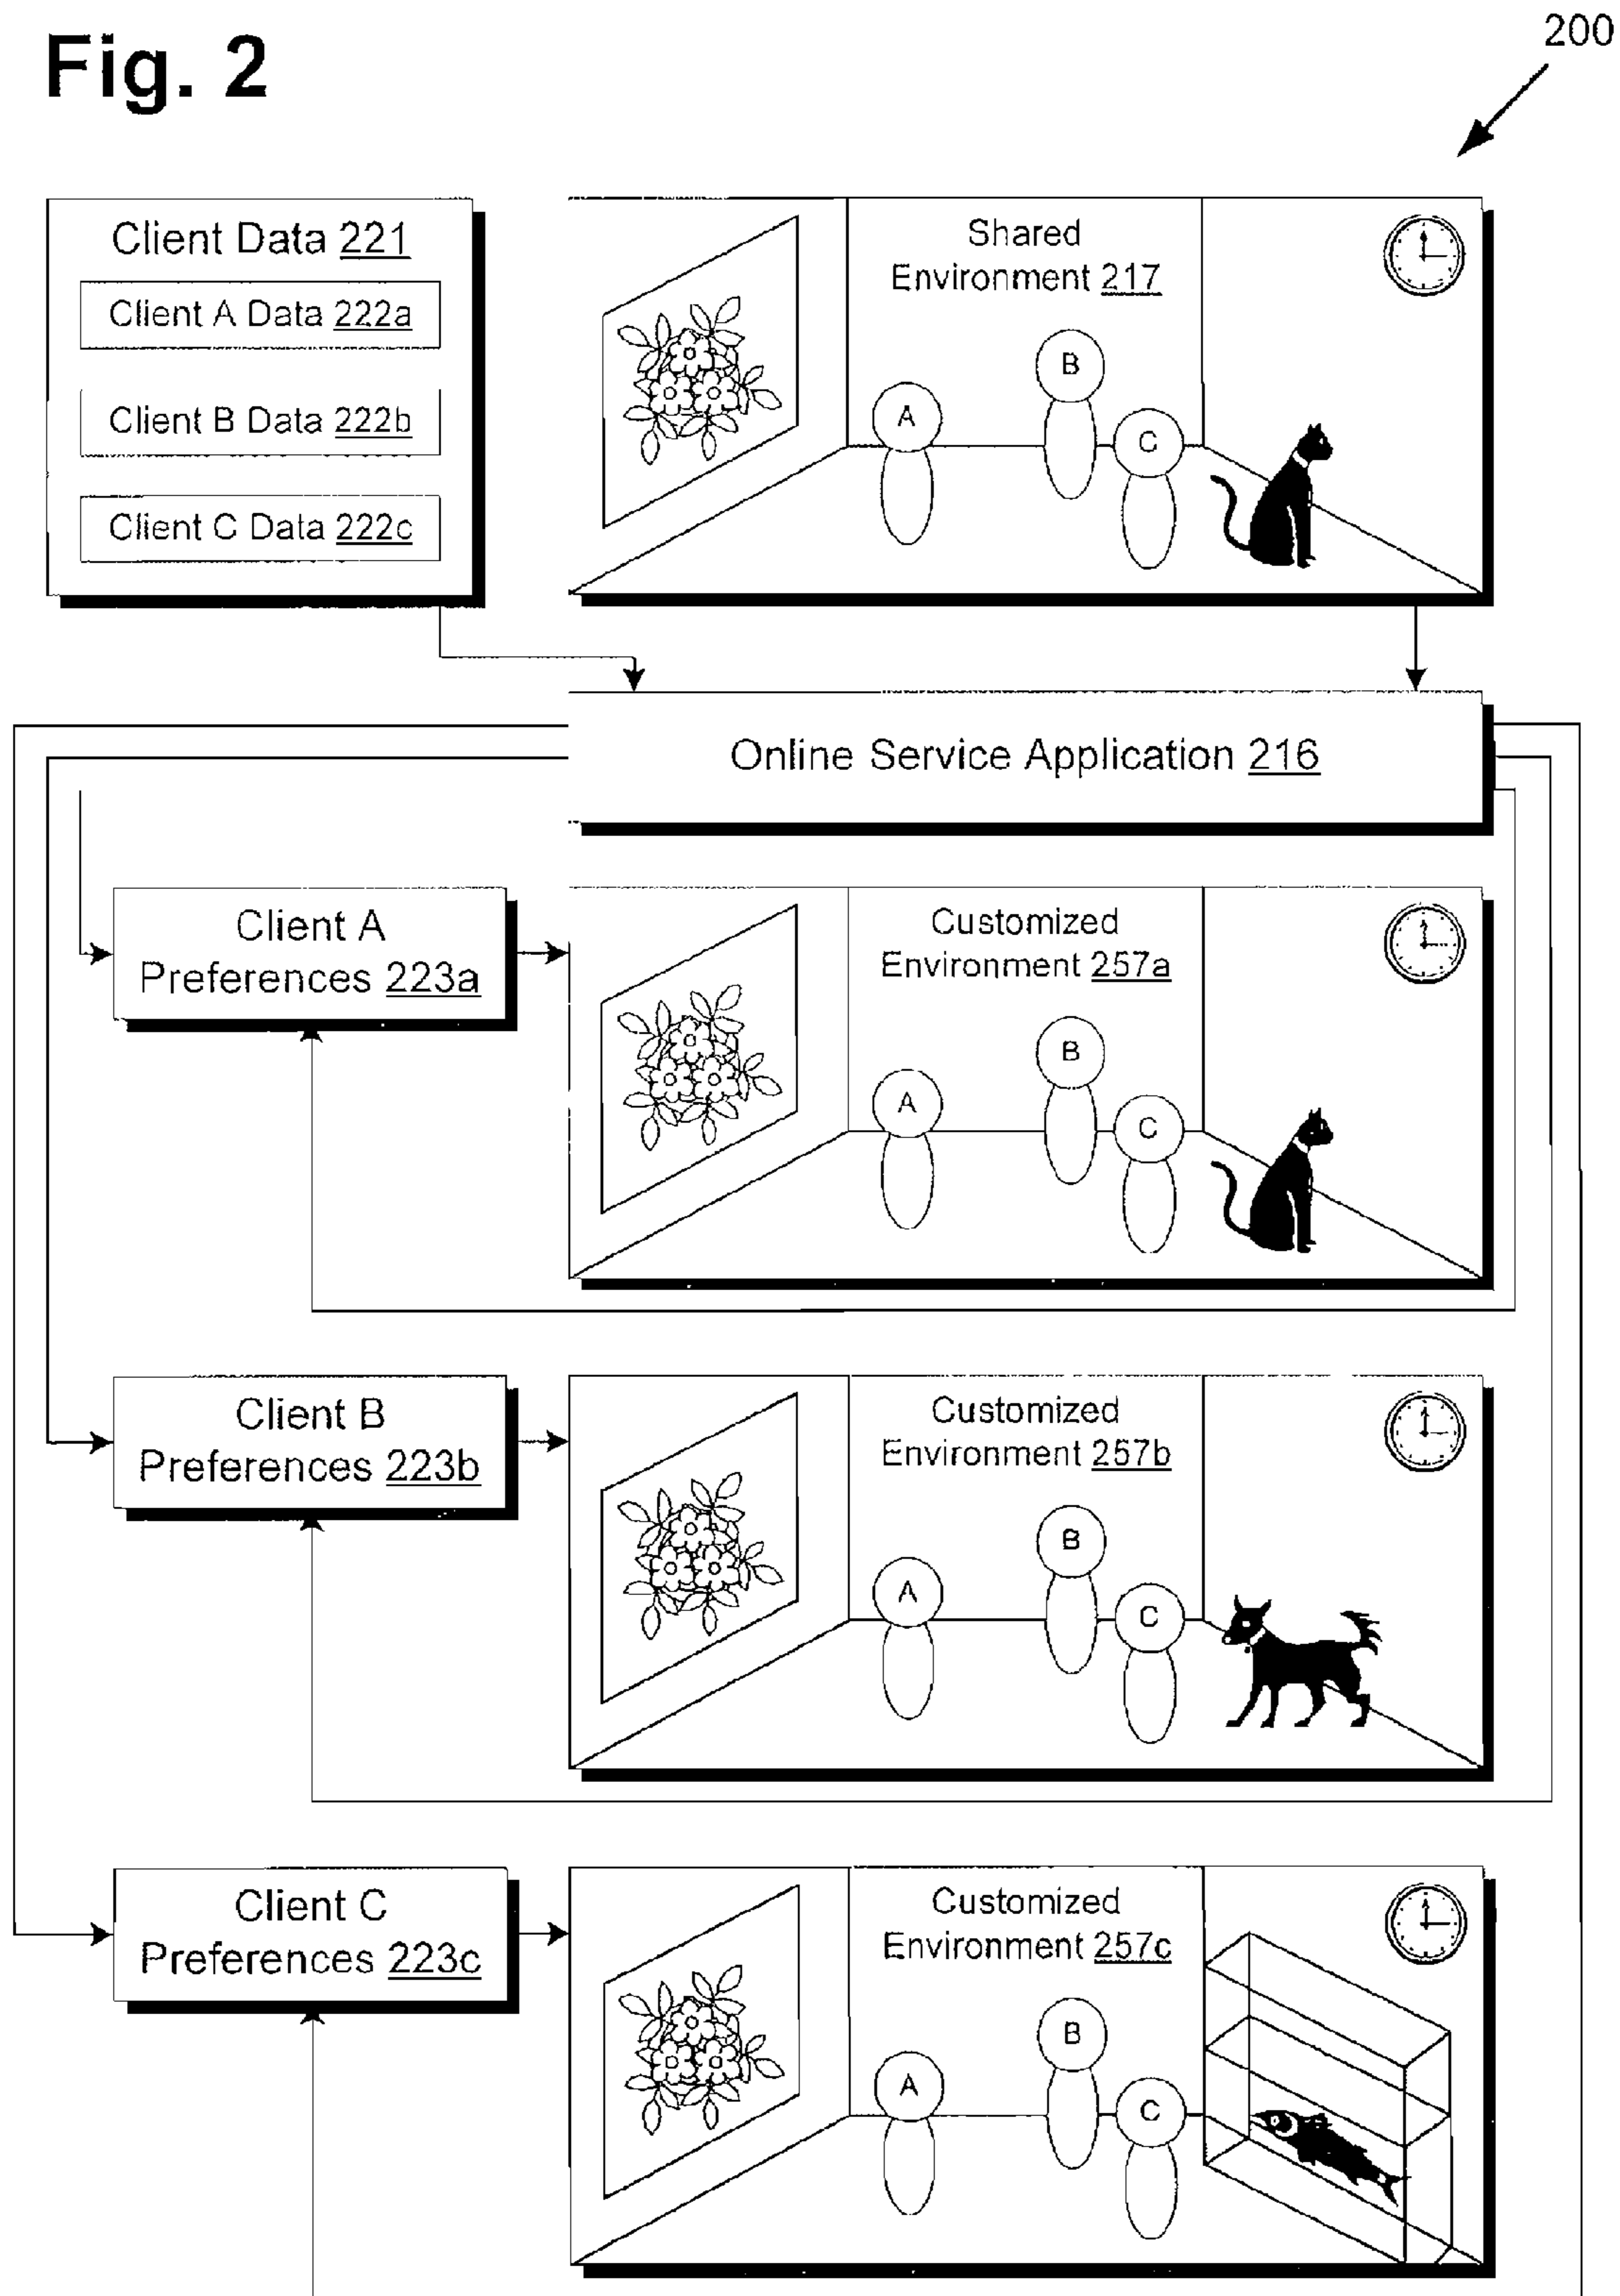 Fig. 2
200
Client Data 221
Client A Data 222a
Client B Data 222b
Client C Data 222c
Shared
Environment 217
A
B
C
Online Service Application 216
Client A
Preferences 223a
Customized
Environment 257a
A
B
C
Client B
Preferences 223b
Customized
Environment 257b
A
B
C
Client C
Preferences 223c
Customized
Environment 257c
A
B
C